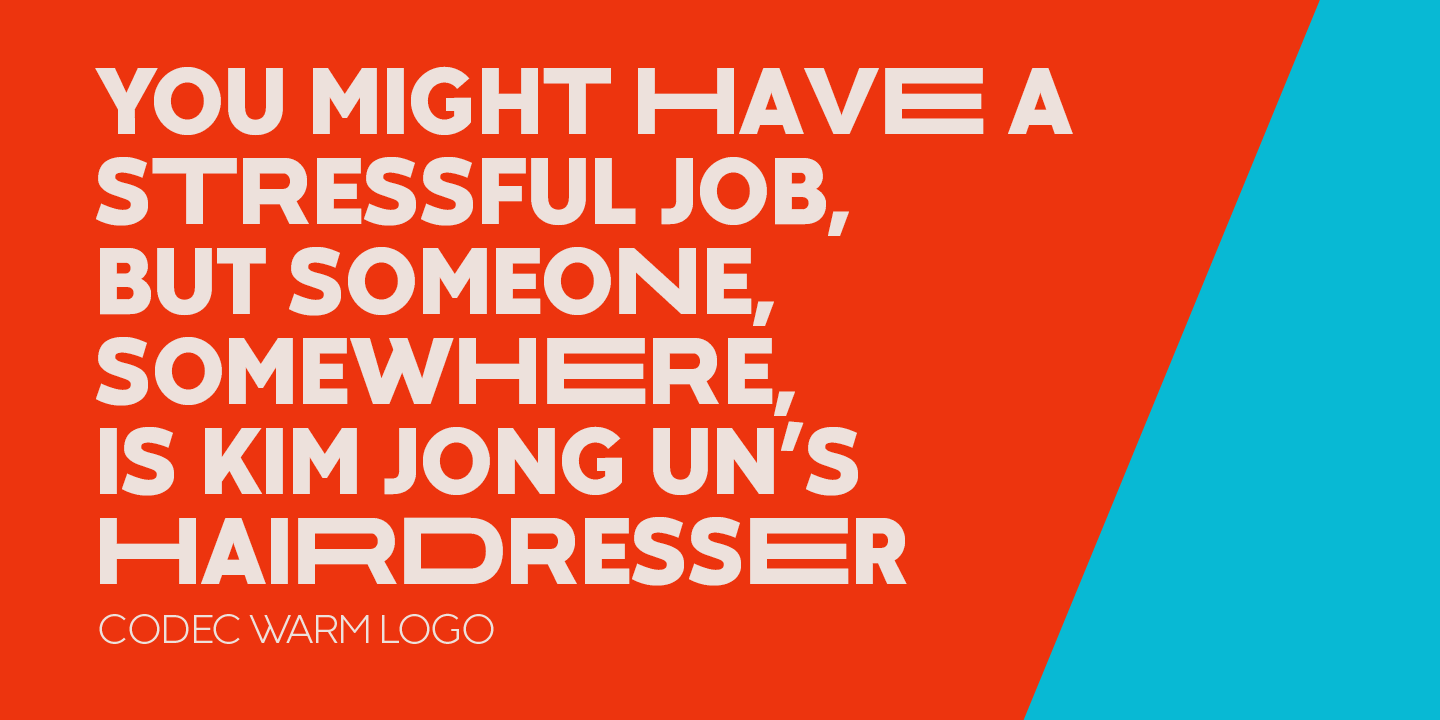 YOU MIGHT HAVE A
STRESSFUL JOB,
BUT SOMEONE,
SOMEWHERE,
IS KIM JONG UN’S
HAIRDRESSER
CODEC WARM LOGO